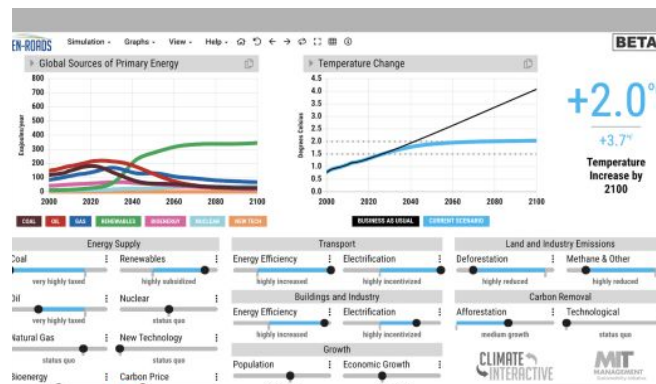 EN-ROADS Simulation Graphs View Help BETA
Global Sources of Primary Energy
Temperature Change
800
700
600
500
400
300
200
100
0
Exajoules/year
2000 2020 2040 2060 2080 2100
COAL OIL GAS RENEWABLES BIOENERGY NUCLEAR NEW TECH
4.5
4.0
3.5
3.0
2.5
2.0
1.5
1.0
0.5
0.0
Degrees Celsius
2000 2020 2040 2060 2080 2100
BUSINESS AS USUAL CURRENT SCENARIO
+2.0°
+3.7°C
Temperature
Increase by
2100
Energy Supply
Coal Renewables
very highly taxed highly subsidized
Oil Nuclear
very highly taxed status quo
Natural Gas New Technology
status quo status quo
Bioenergy Carbon Price
Transport
Energy Efficiency Electrification
highly increased highly incentivized
Buildings and Industry
Energy Efficiency Electrification
highly increased highly incentivized
Growth
Population Economic Growth
Land and Industry Emissions
Deforestation Methane & Other
highly reduced highly reduced
Carbon Removal
Afforestation Technological
medium growth status quo
CLIMATE
INTERACTIVE
MIT
MANAGEMENT